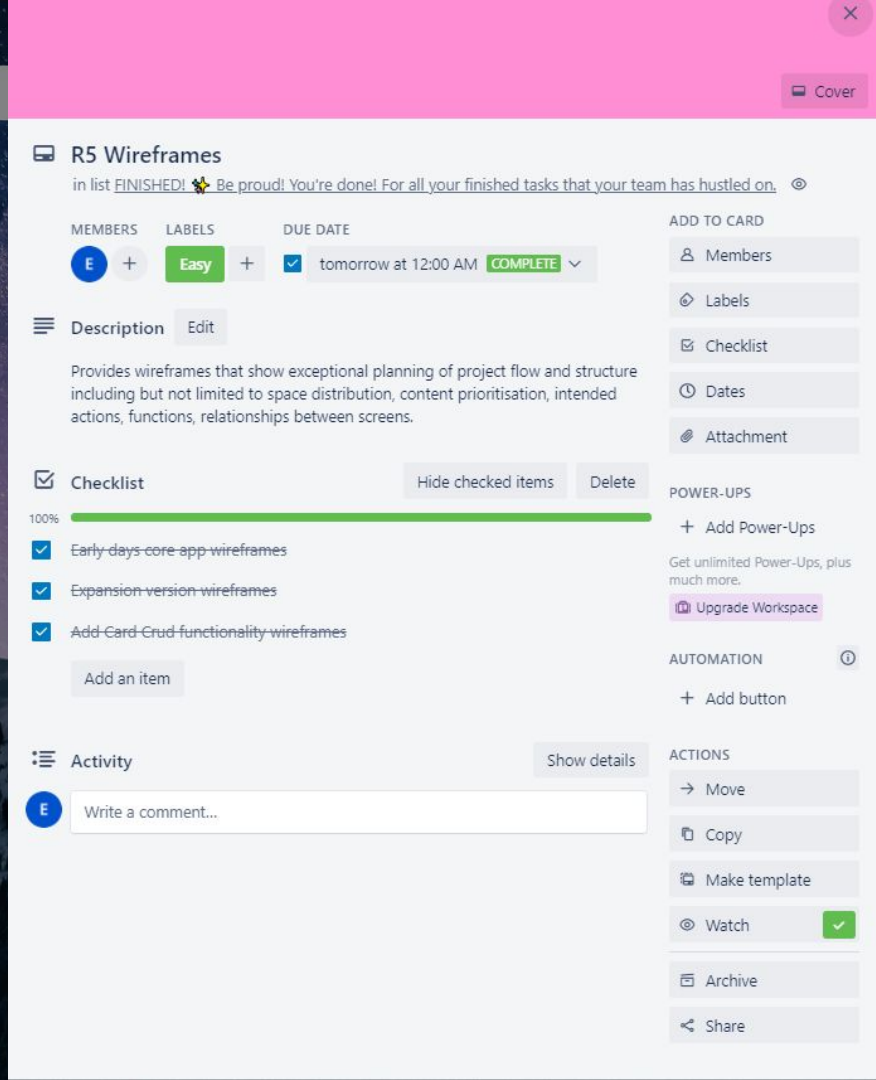 Cover
R5 Wireframes
in list FINISHED! ✨ Be proud! You're done! For all your finished tasks that your team has hustled on.
MEMBERS
LABELS
DUE DATE
E
Easy
tomorrow at 12:00 AM COMPLETE
Description
Edit
Provides wireframes that show exceptional planning of project flow and structure
including but not limited to space distribution, content prioritisation, intended
actions, functions, relationships between screens.
Checklist
Hide checked items
Delete
100%
Early days core app wireframes
Expansion version wireframes
Add Card Crud functionality wireframes
Add an item
Activity
Show details
E
Write a comment...
ADD TO CARD
Members
Labels
Checklist
Dates
Attachment
POWER-UPS
+ Add Power-Ups
Get unlimited Power-Ups, plus
much more.
Upgrade Workspace
AUTOMATION
+ Add button
ACTIONS
Move
Copy
Make template
Watch
Archive
Share